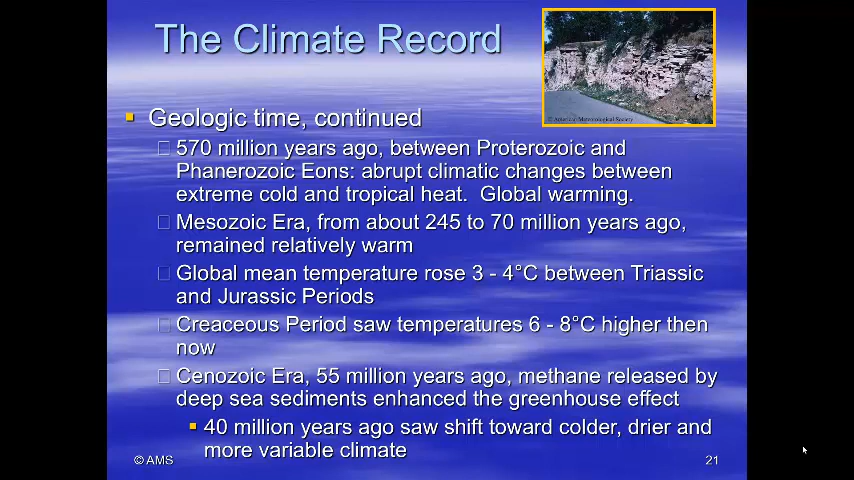 The Climate Record
© American Meteorological Society
Geologic time, continued
570 million years ago, between Proterozoic and
Phanerozoic Eons: abrupt climatic changes between
extreme cold and tropical heat. Global warming.
Mesozoic Era, from about 245 to 70 million years ago,
remained relatively warm
Global mean temperature rose 3 - 4°C between Triassic
and Jurassic Periods
Creaceous Period saw temperatures 6 - 8°C higher then
now
Cenozoic Era, 55 million years ago, methane released by
deep sea sediments enhanced the greenhouse effect
40 million years ago saw shift toward colder, drier and
more variable climate
© AMS
21